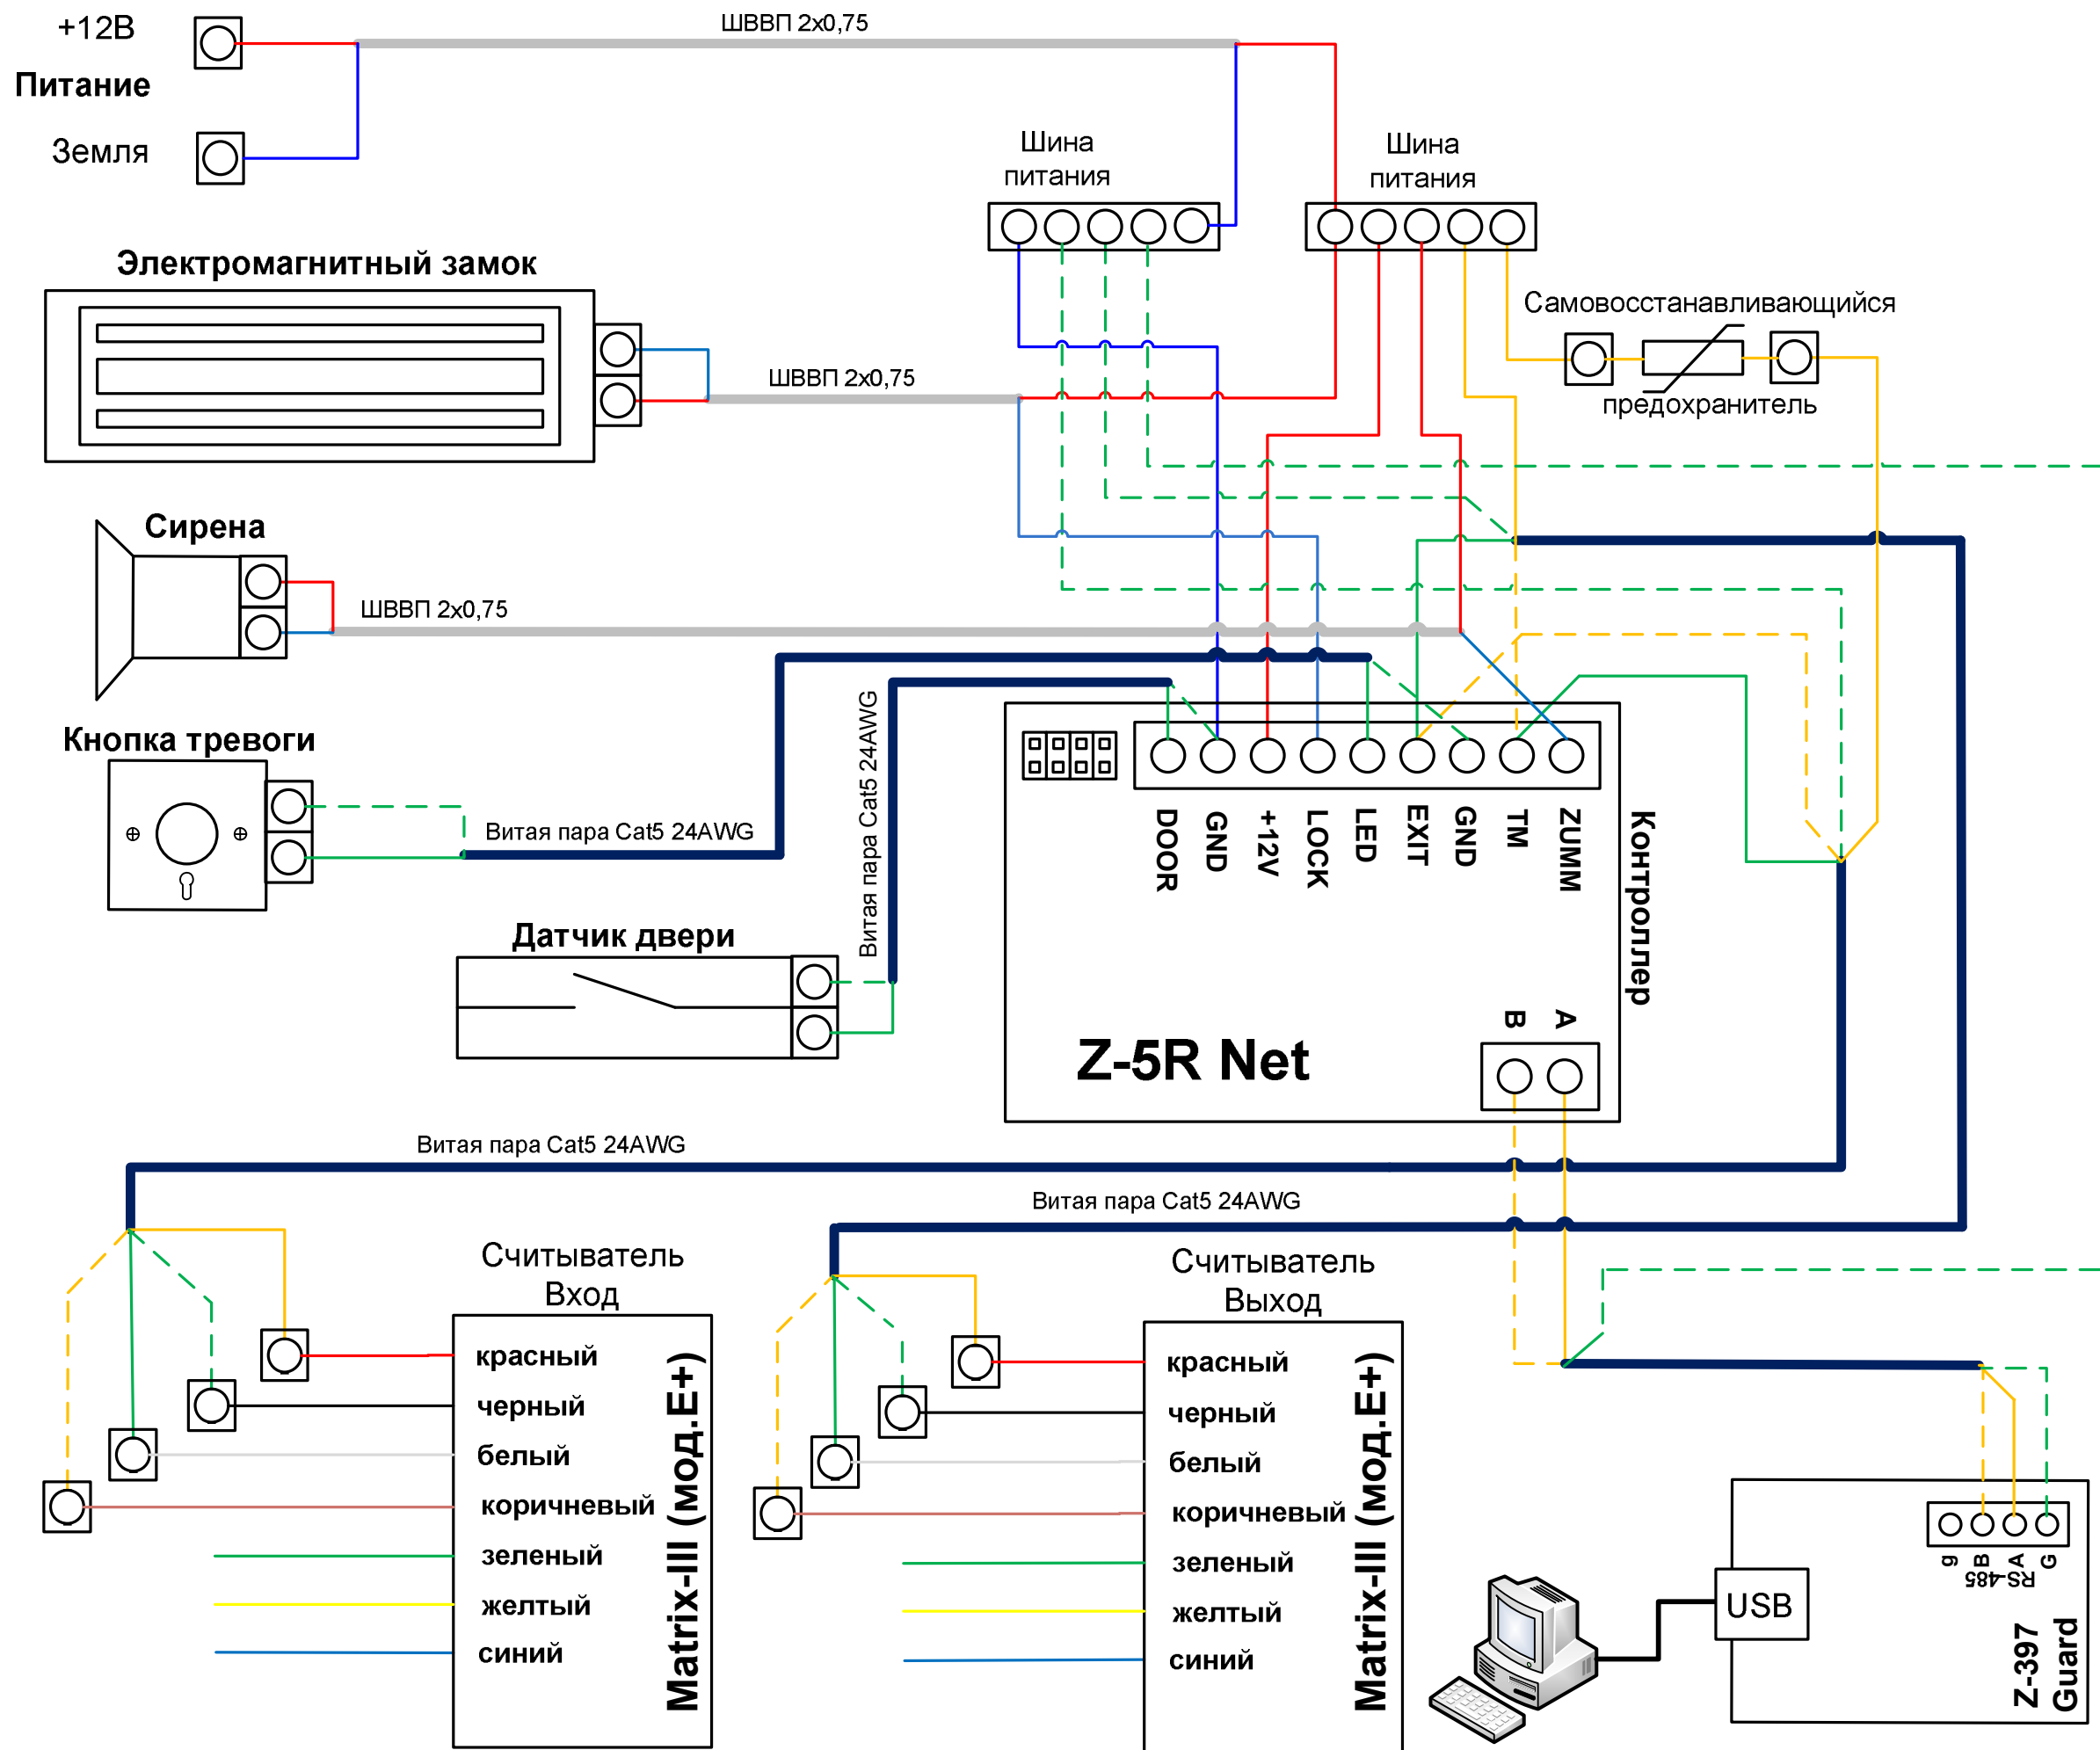 +12В
Питание
Земля
ШВВП 2х0,75
Шина
питания
Шина
питания
Электромагнитный замок
ШВВП 2х0,75
Самовосстанавливающийся
предохранитель
Сирена
ШВВП 2х0,75
Кнопка тревоги
Витая пара Cat5 24AWG
Витая пара Cat5 24AWG
Датчик двери
DOOR
GND
+12V
LOCK
LED
EXIT
GND
TM
ZUMM
Контроллер
B
A
Z-5R Net
Витая пара Cat5 24AWG
Витая пара Cat5 24AWG
Считыватель
Вход
красный
черный
белый
коричневый
зеленый
желтый
синий
Matrix-III (мод.E+)
Считыватель
Выход
красный
черный
белый
коричневый
зеленый
желтый
синий
Matrix-III (мод.E+)
g
B
A
G
RS-485
USB
Z-397
Guard